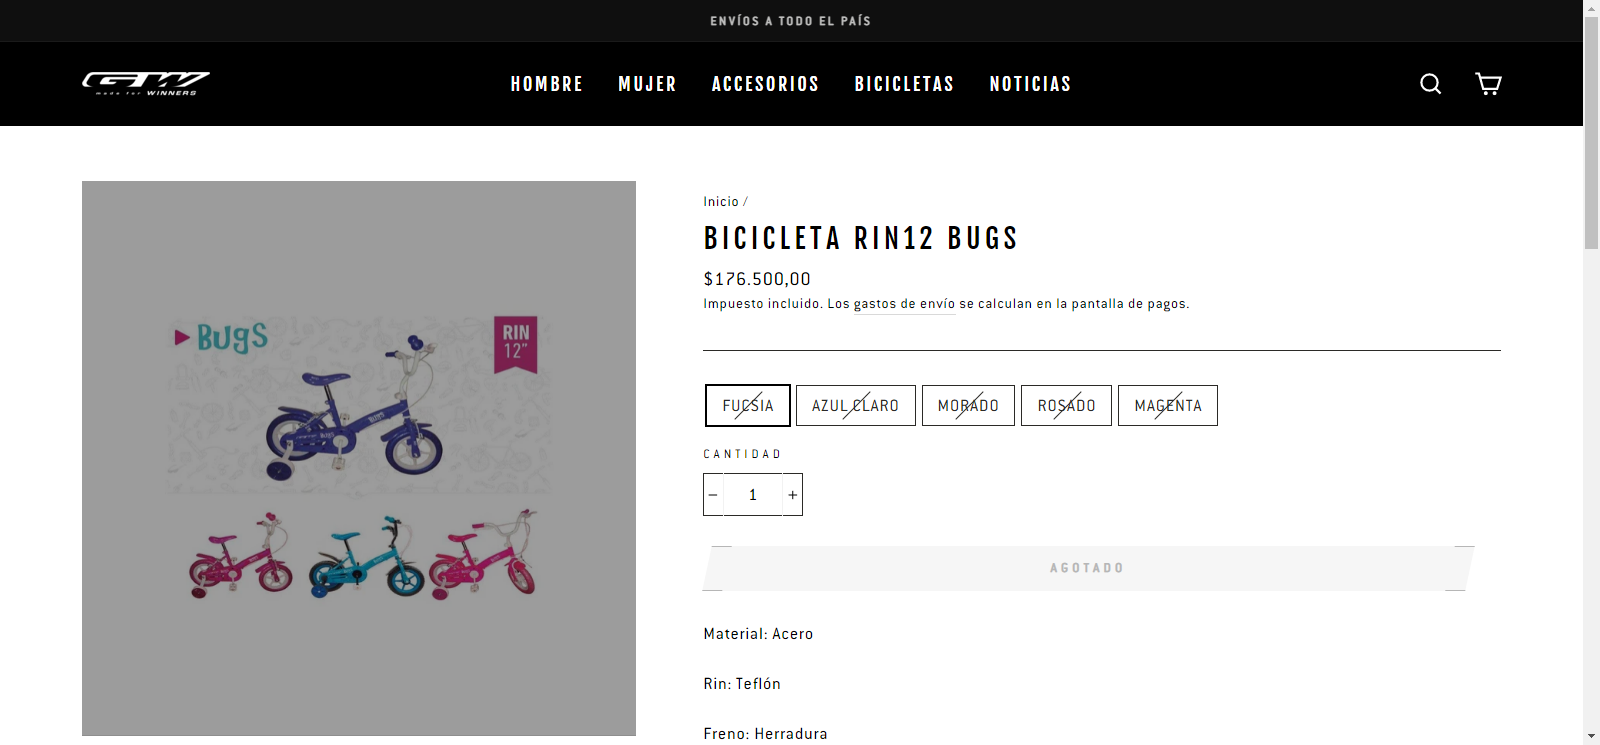 ENVÍOS A TODO EL PAÍS
GW
made for WINNERS
HOMBRE MUJER ACCESORIOS BICICLETAS NOTICIAS
Bugs
RIN
12"
Inicio /
BICICLETA RIN12 BUGS
$176.500,00
Impuesto incluido. Los gastos de envío se calculan en la pantalla de pagos.
FUCSIA AZUL CLARO MORADO ROSADO MAGENTA
CANTIDAD
− 1 +
AGOTADO
Material: Acero
Rin: Teflón
Freno: Herradura